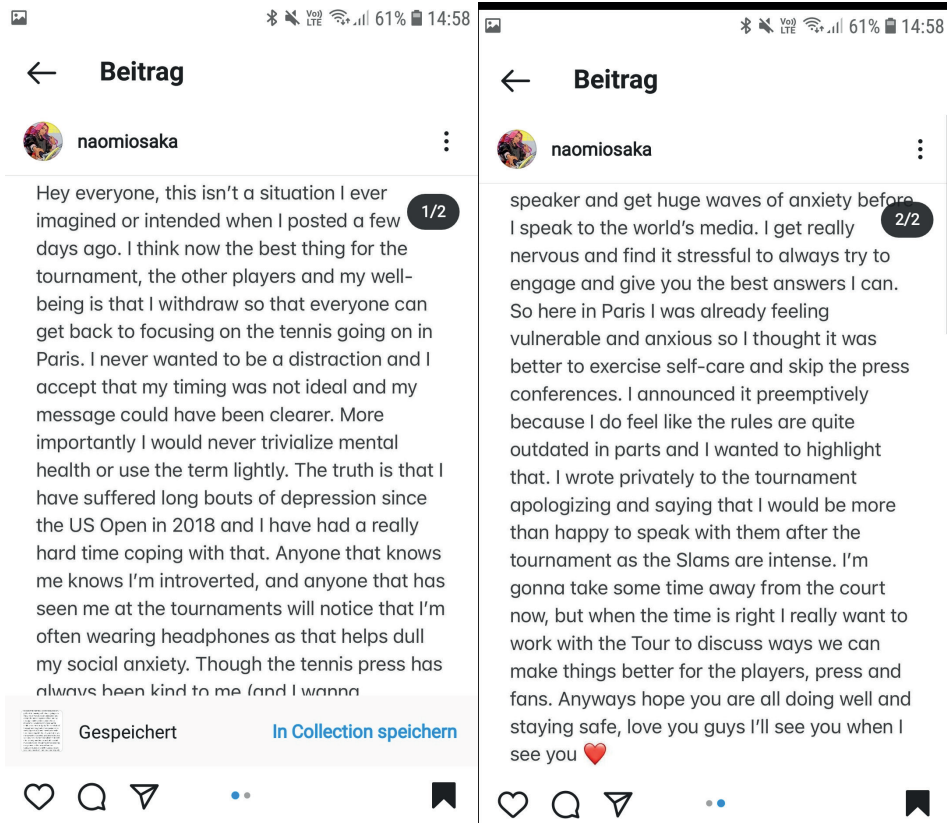 Vo)) LTE 61% 14:58
Beitrag
naomiosaka
1/2
Hey everyone, this isn't a situation I ever
imagined or intended when I posted a few
days ago. I think now the best thing for the
tournament, the other players and my well-
being is that I withdraw so that everyone can
get back to focusing on the tennis going on in
Paris. I never wanted to be a distraction and I
accept that my timing was not ideal and my
message could have been clearer. More
importantly I would never trivialize mental
health or use the term lightly. The truth is that I
have suffered long bouts of depression since
the US Open in 2018 and I have had a really
hard time coping with that. Anyone that knows
me knows I'm introverted, and anyone that has
seen me at the tournaments will notice that I'm
often wearing headphones as that helps dull
my social anxiety. Though the tennis press has
always been kind to me (and I wanna
Gespeichert
In Collection speichern
Vo)) LTE 61% 14:58
Beitrag
naomiosaka
2/2
speaker and get huge waves of anxiety before
I speak to the world's media. I get really
nervous and find it stressful to always try to
engage and give you the best answers I can.
So here in Paris I was already feeling
vulnerable and anxious so I thought it was
better to exercise self-care and skip the press
conferences. I announced it preemptively
because I do feel like the rules are quite
outdated in parts and I wanted to highlight
that. I wrote privately to the tournament
apologizing and saying that I would be more
than happy to speak with them after the
tournament as the Slams are intense. I'm
gonna take some time away from the court
now, but when the time is right I really want to
work with the Tour to discuss ways we can
make things better for the players, press and
fans. Anyways hope you are all doing well and
staying safe, love you guys I'll see you when I
see you ❤️